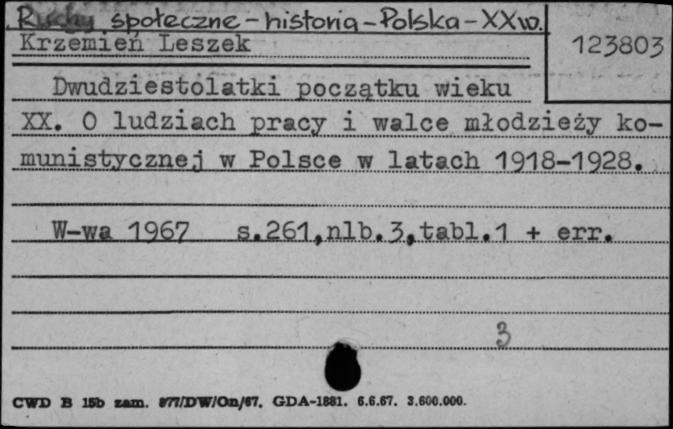 Ruchy społeczne - historia - Polska - XX w.
Krzemień Leszek
123803
Dwudziestolatki początku wieku
XX. O ludziach pracy i walce młodzieży ko-
munistycznej w Polsce w latach 1918-1928.
W-wa 1967 s.261,nlb.3,tabl.1 + err.
3
CWD B 15b zam. 877/DW/On/67. GDA-1881. 6.6.67. 3.600.000.